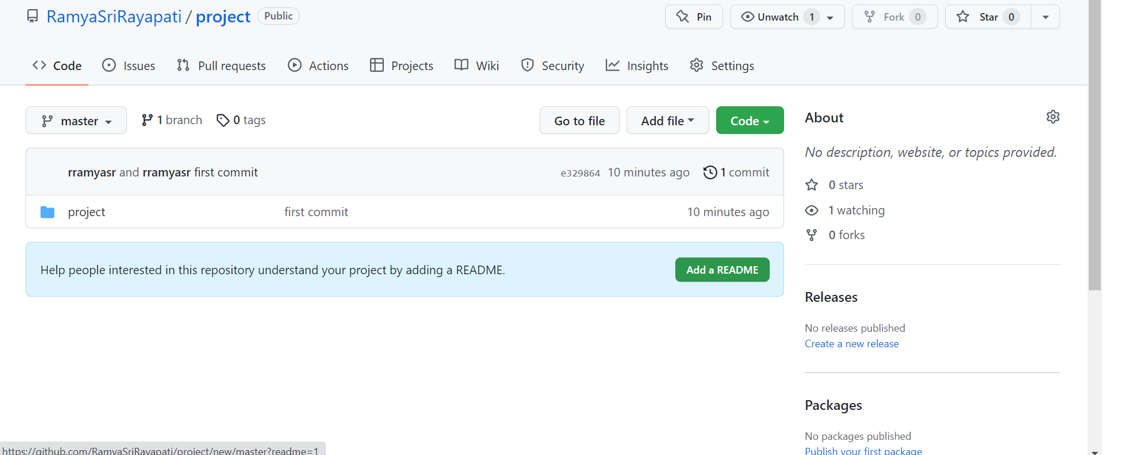 RamyaSriRayapati / project Public
Pin Unwatch 1 Fork 0 Star 0
Code Issues Pull requests Actions Projects Wiki Security Insights Settings
master 1 branch 0 tags Go to file Add file Code
rramyasr and rramyasr first commit e329864 10 minutes ago 1 commit
project first commit 10 minutes ago
Help people interested in this repository understand your project by adding a README. Add a README
About
No description, website, or topics provided.
0 stars
1 watching
0 forks
Releases
No releases published
Create a new release
Packages
No packages published
Publish your first package
https://github.com/RamyaSriRayapati/project/new/master?readme=1